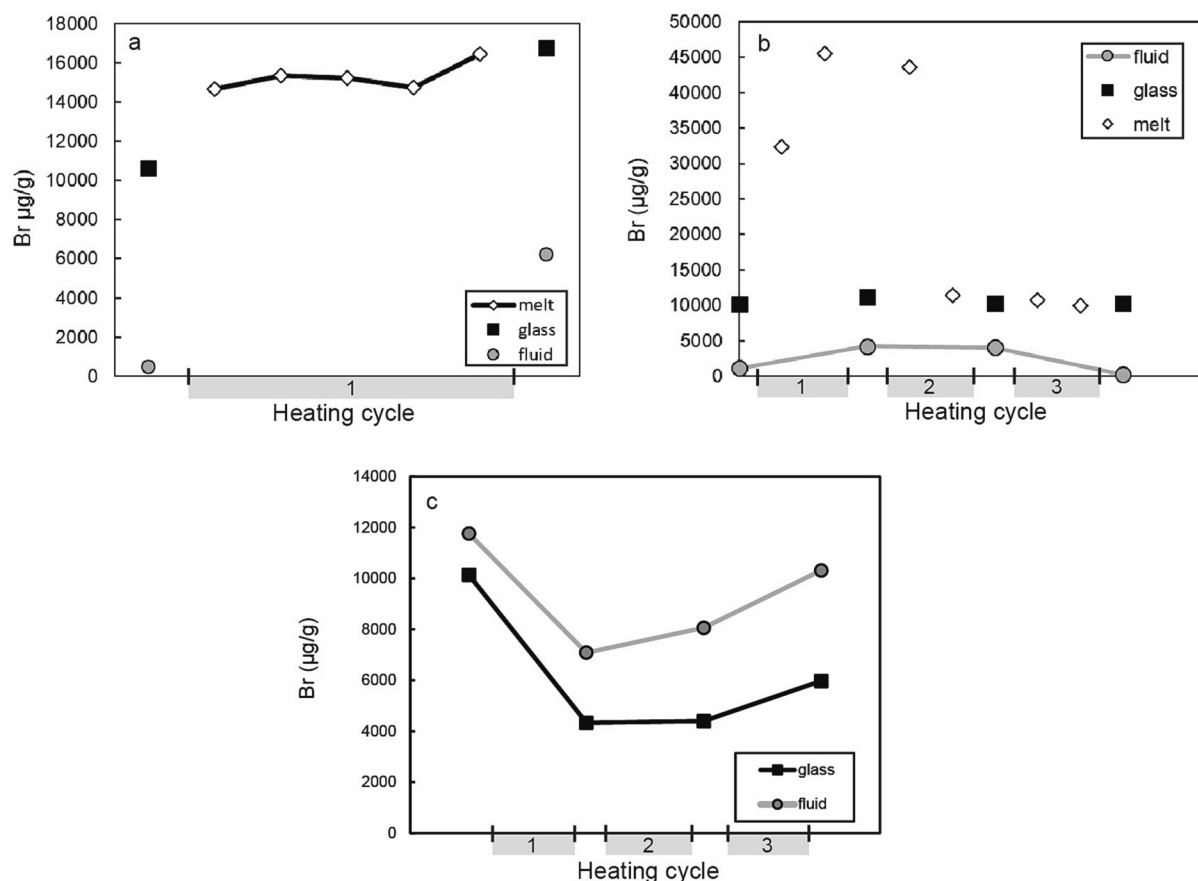 a
18000
16000
14000
12000
10000
8000
6000
4000
2000
0
Br µg/g
melt
glass
fluid
1
Heating cycle
b
50000
45000
40000
35000
30000
25000
20000
15000
10000
5000
0
Br (µg/g)
fluid
glass
melt
1 2 3
Heating cycle
c
14000
12000
10000
8000
6000
4000
2000
0
Br (µg/g)
glass
fluid
1 2 3
Heating cycle